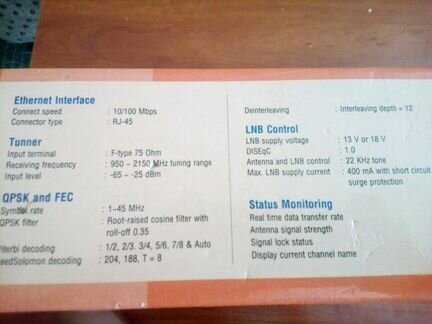 Ethernet Interface
Connect speed : 10/100 Mbps
Connector type : RJ-45
Tunner
Input terminal : F-type 75 Ohm
Receiving frequency : 950~2150 MHz tuning range
Input level : -65 ~ -25 dBm
QPSK and FEC
Symbol rate : 1~45 MHz
QPSK filter : Root-raised cosine filter with
roll-off 0.35
Viterbi decoding : 1/2, 2/3. 3/4, 5/6, 7/8 & Auto
eedSolomon decoding : 204, 188, T = 8
Deinterleaving : Interleaving depth = 12
LNB Control
LNB supply voltage : 13 V or 18 V
DISEqC : 1.0
Antenna and LNB control : 22 KHz tone
Max. LNB supply current : 400 mA with short circuit
surge protection
Status Monitoring
Real time data transfer rate
Antenna signal strength
Signal lock status
Display current channel name